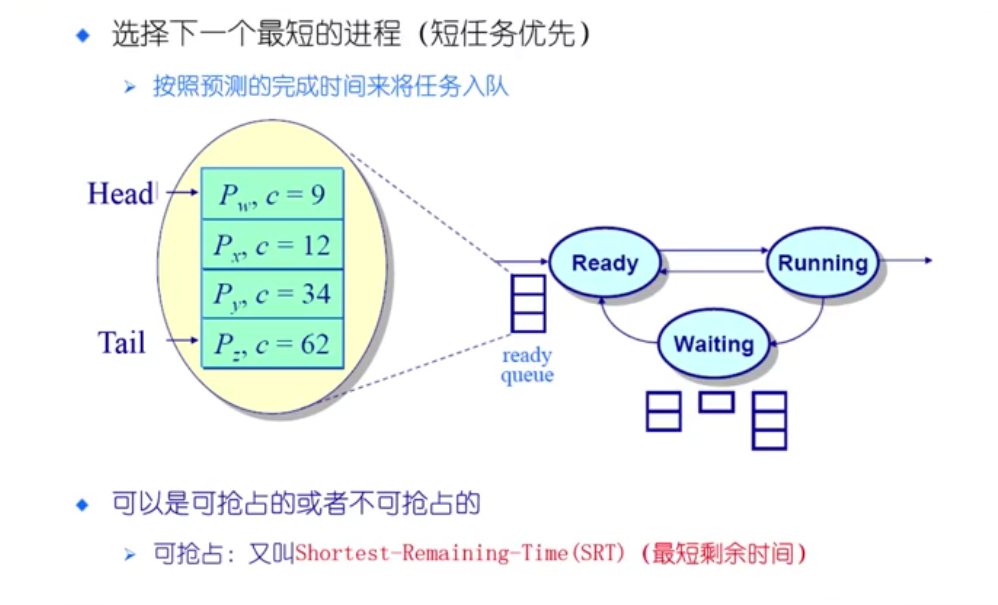 选择下一个最短的进程（短任务优先）
按照预测的完成时间来将任务入队
Head
Pw, c = 9
Px, c = 12
Py, c = 34
Tail
Pz, c = 62
Ready
Running
Waiting
ready
queue
可以是可抢占的或者不可抢占的
可抢占：又叫Shortest-Remaining-Time(SRT)（最短剩余时间）